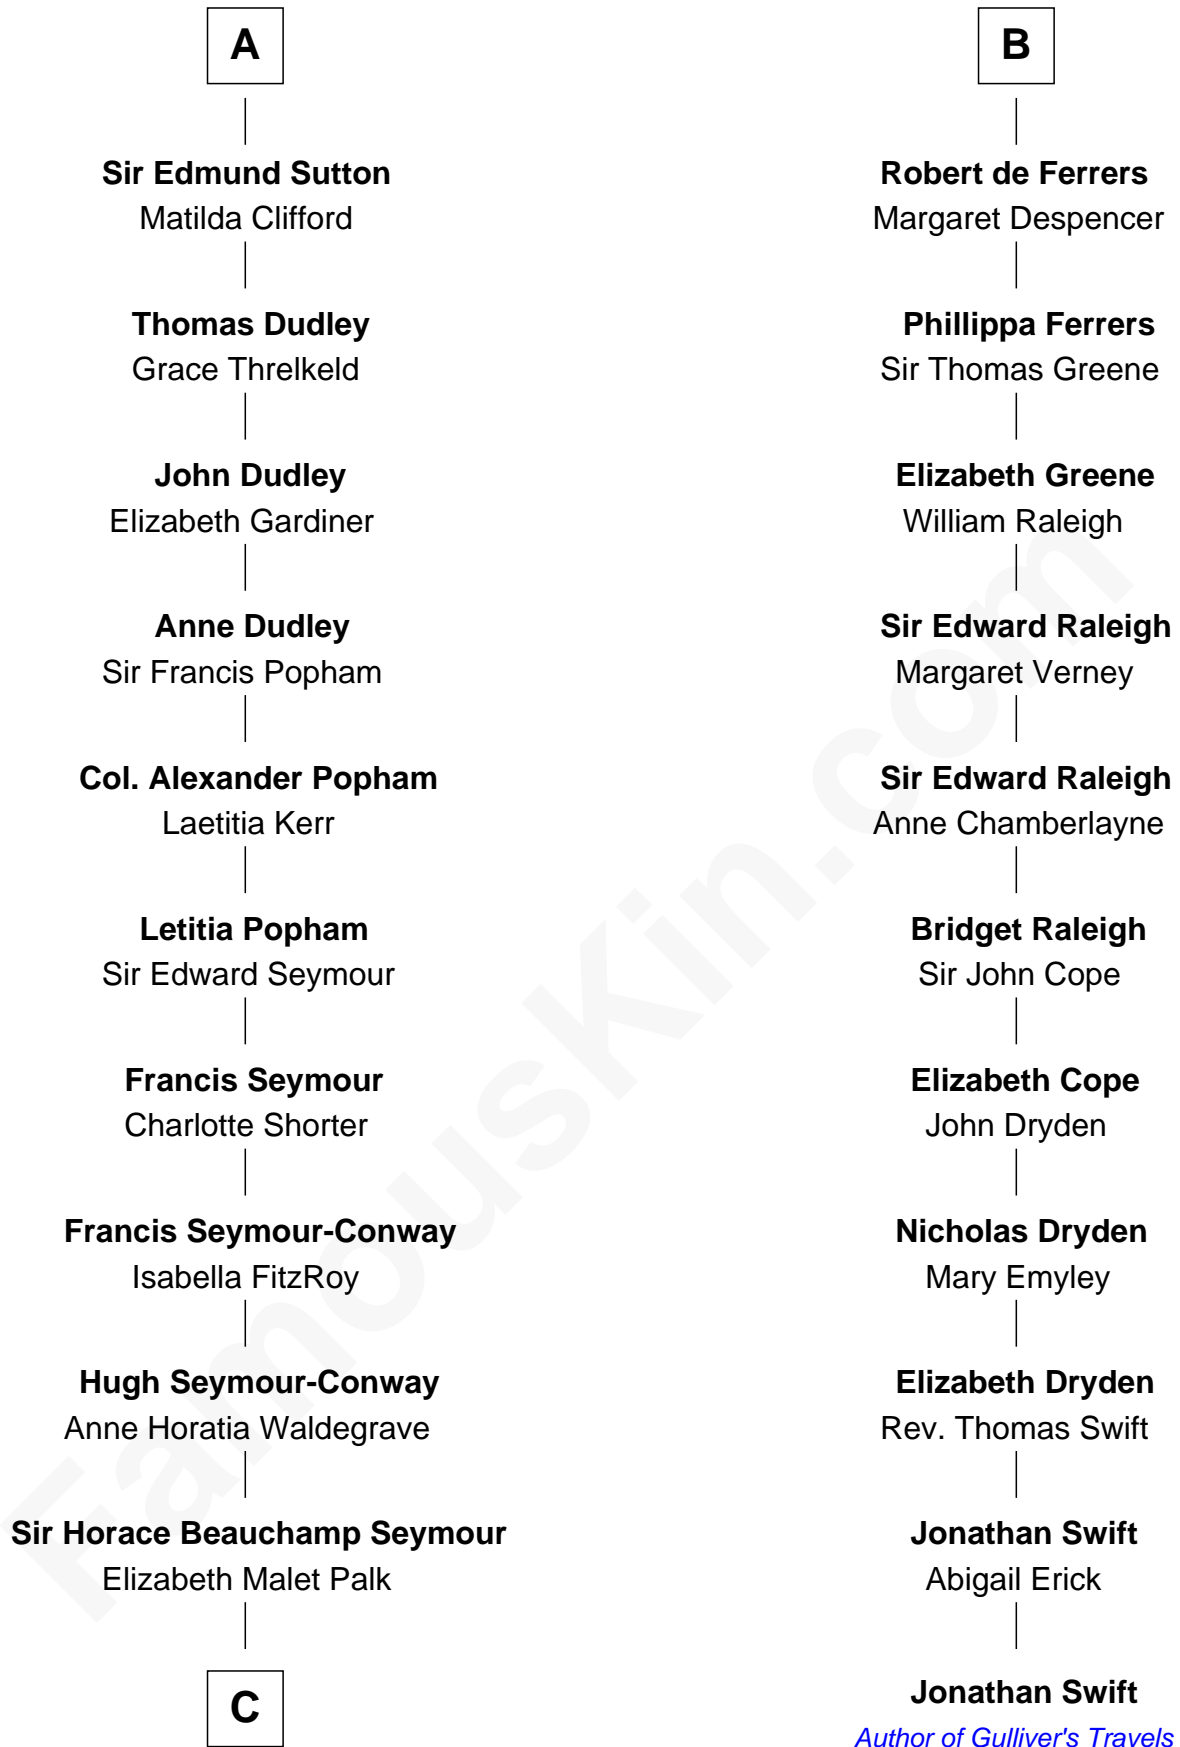 A
Sir Edmund Sutton
Matilda Clifford
Thomas Dudley
Grace Threlkeld
John Dudley
Elizabeth Gardiner
Anne Dudley
Sir Francis Popham
Col. Alexander Popham
Laetitia Kerr
Letitia Popham
Sir Edward Seymour
Francis Seymour
Charlotte Shorter
Francis Seymour-Conway
Isabella FitzRoy
Hugh Seymour-Conway
Anne Horatia Waldegrave
Sir Horace Beauchamp Seymour
Elizabeth Malet Palk
C
B
Robert de Ferrers
Margaret Despencer
Phillippa Ferrers
Sir Thomas Greene
Elizabeth Greene
William Raleigh
Sir Edward Raleigh
Margaret Verney
Sir Edward Raleigh
Anne Chamberlayne
Bridget Raleigh
Sir John Cope
Elizabeth Cope
John Dryden
Nicholas Dryden
Mary Emyley
Elizabeth Dryden
Rev. Thomas Swift
Jonathan Swift
Abigail Erick
Jonathan Swift
Author of Gulliver's Travels
FamousKin.com